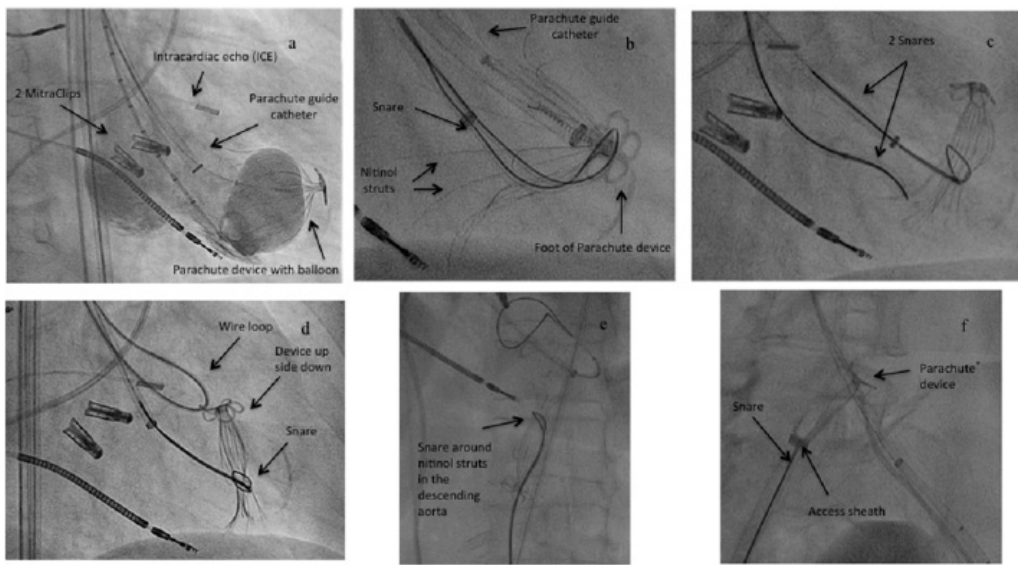 a
Intracardiac echo (ICE)
2 MitraClips
Parachute guide
catheter
Parachute device with balloon
b
Parachute guide
catheter
Snare
Nitinol
struts
Foot of Parachute device
c
2 Snares
d
Wire loop
Device up
side down
Snare
e
Snare around
nitinol struts
in the
descending
aorta
f
Parachute"
device
Snare
Access sheath